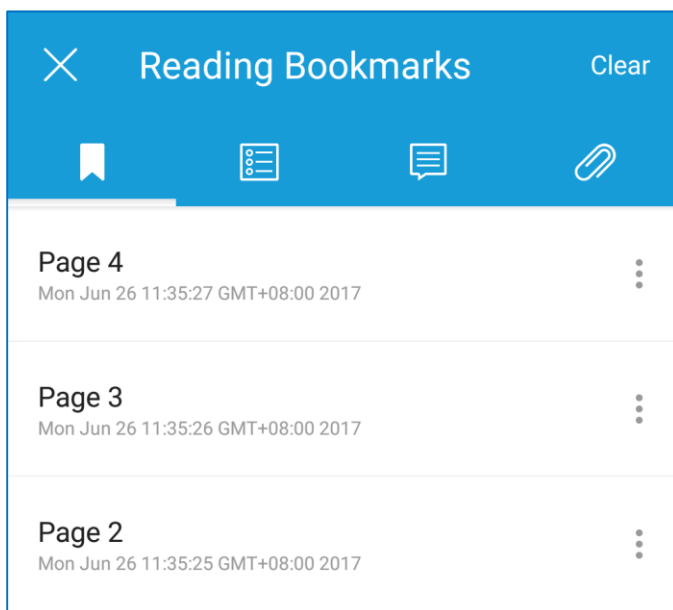 Reading Bookmarks Clear
Page 4
Mon Jun 26 11:35:27 GMT+08:00 2017
Page 3
Mon Jun 26 11:35:26 GMT+08:00 2017
Page 2
Mon Jun 26 11:35:25 GMT+08:00 2017